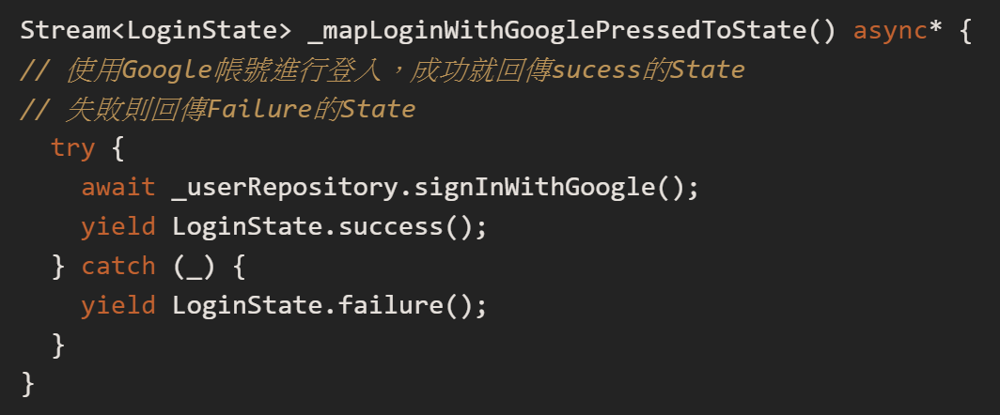 Stream<LoginState> _mapLoginWithGooglePressedToState() async* {
// 使用Google帳號進行登入，成功就回傳sucess的State
// 失敗則回傳Failure的State
  try {
    await _userRepository.signInWithGoogle();
    yield LoginState.success();
  } catch (_) {
    yield LoginState.failure();
  }
}